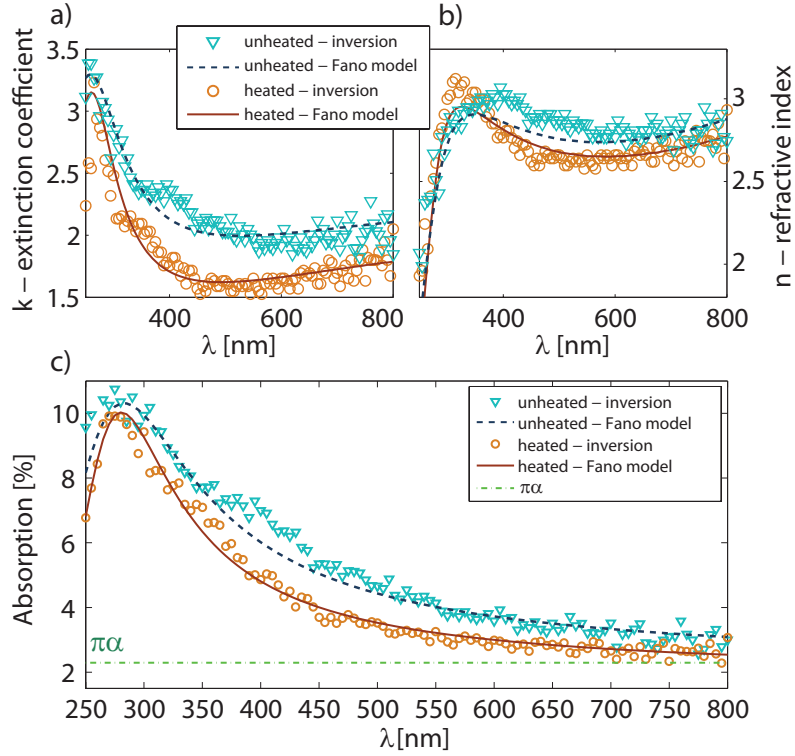 a)
b)
unheated – inversion
unheated – Fano model
heated – inversion
heated – Fano model
k – extinction coefficient
3.5
3
2.5
2
1.5
400
600
800
λ [nm]
400
600
800
λ [nm]
3
2.5
2
n – refractive index
c)
unheated – inversion
unheated – Fano model
heated – inversion
heated – Fano model
πα
Absorption [%]
10
8
6
4
2
πα
250
300
350
400
450
500
550
600
650
700
750
800
λ[nm]